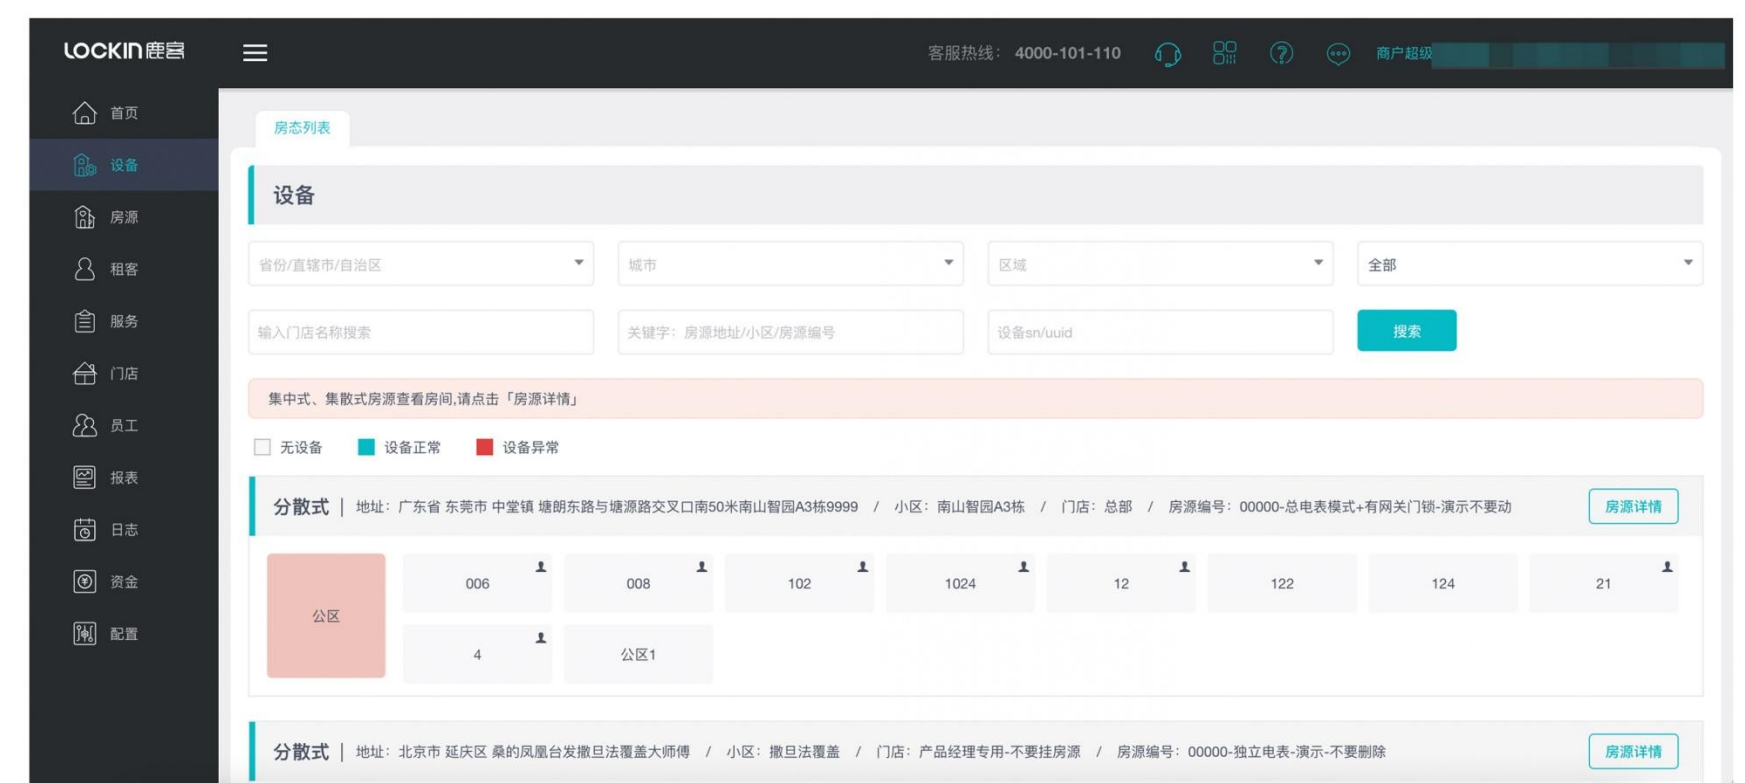 LOCKIN鹿客
客服热线：4000-101-110
商户超级
首页
设备
房源
租客
服务
门店
员工
报表
日志
资金
配置
房态列表
设备
省份/直辖市/自治区
城市
区域
全部
输入门店名称搜索
关键字：房源地址/小区/房源编号
设备sn/uuid
搜索
集中式、集散式房源查看房间,请点击「房源详情」
无设备
设备正常
设备异常
分散式 | 地址：广东省 东莞市 中堂镇 塘朗东路与塘源路交叉口南50米南山智园A3栋9999 / 小区：南山智园A3栋 / 门店：总部 / 房源编号：00000-总电表模式+有网关门锁-演示不要动
房源详情
公区
006
008
102
1024
12
122
124
21
4
公区1
分散式 | 地址：北京市 延庆区 桑的凤凰台发撒旦法覆盖大师傅 / 小区：撒旦法覆盖 / 门店：产品经理专用-不要挂房源 / 房源编号：00000-独立电表-演示-不要删除
房源详情